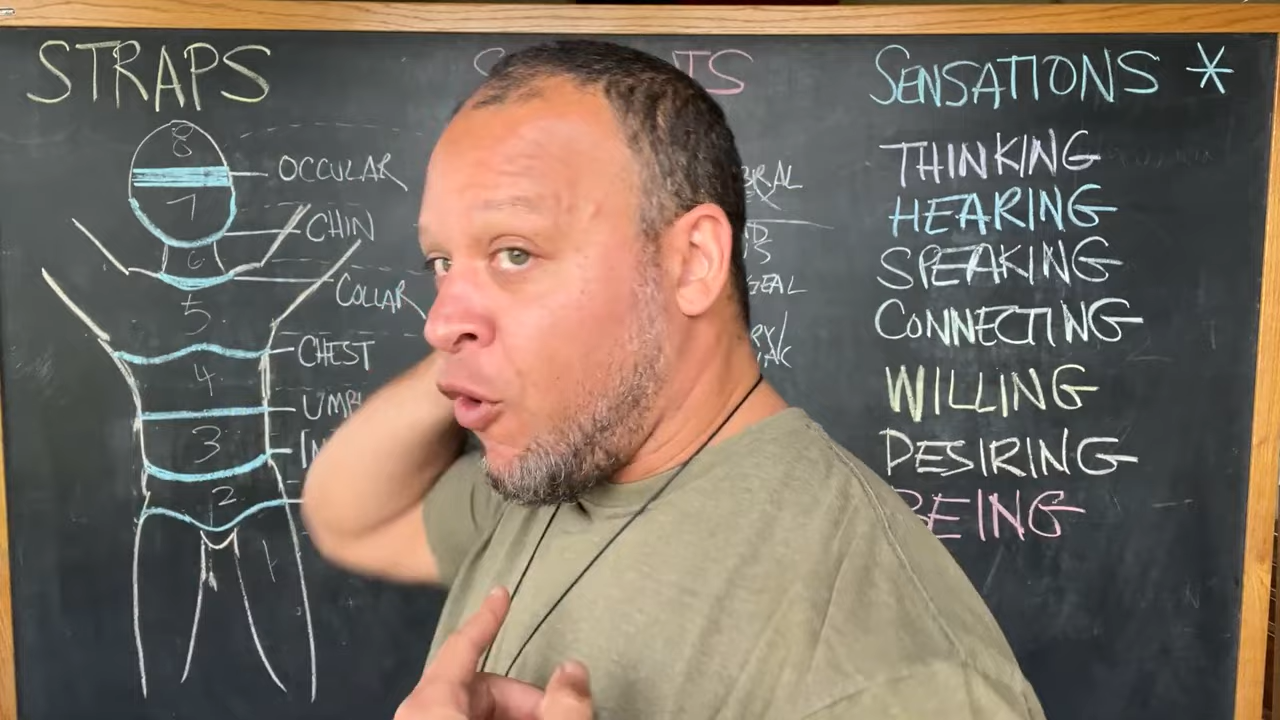 STRAPS
8
OCCULAR
7
CHIN
6
COLLAR
5
CHEST
4
3
2
1
SENSATIONS *
THINKING
HEARING
SPEAKING
CONNECTING
WILLING
DESIRING
BEING